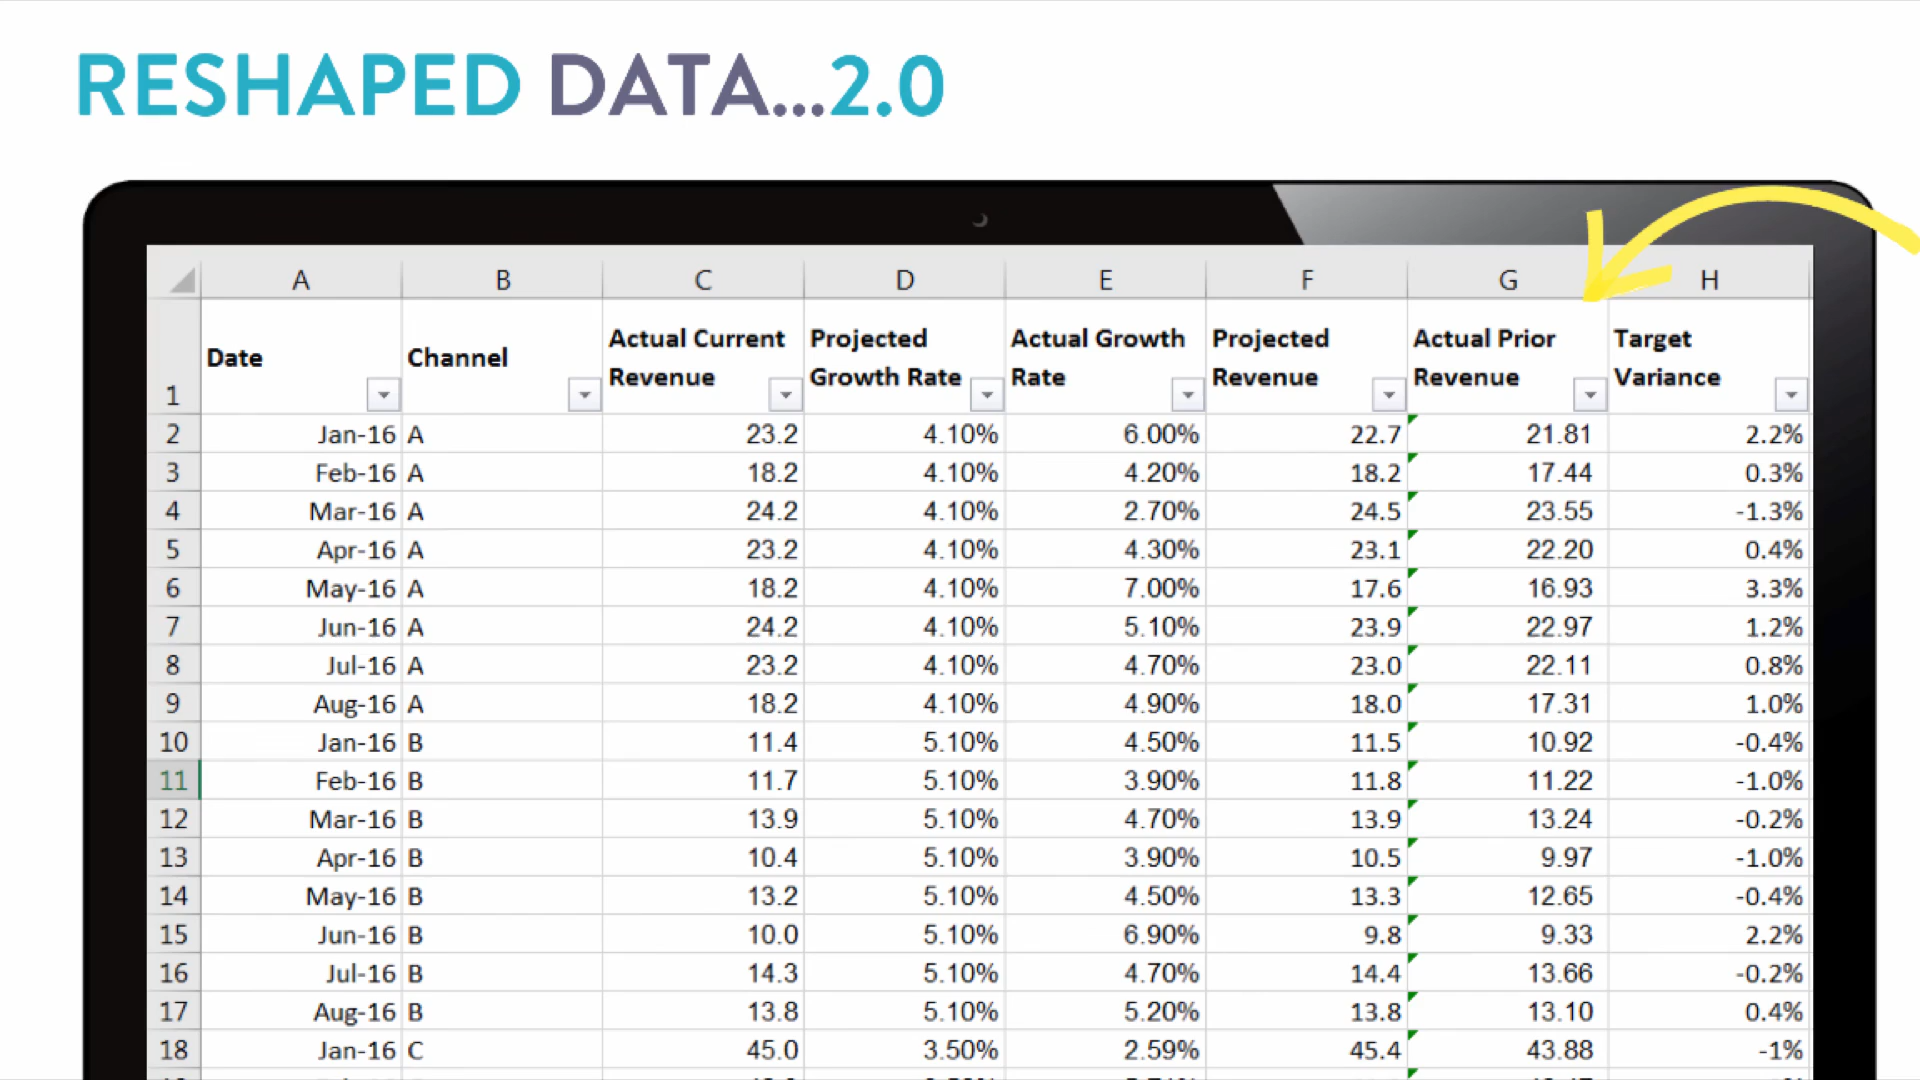 RESHAPED DATA...2.0
A B C D E F G H
1 Date Channel Actual Current Revenue Projected Growth Rate Actual Growth Rate Projected Revenue Actual Prior Revenue Target Variance
2 Jan-16 A 23.2 4.10% 6.00% 22.7 21.81 2.2%
3 Feb-16 A 18.2 4.10% 4.20% 18.2 17.44 0.3%
4 Mar-16 A 24.2 4.10% 2.70% 24.5 23.55 -1.3%
5 Apr-16 A 23.2 4.10% 4.30% 23.1 22.20 0.4%
6 May-16 A 18.2 4.10% 7.00% 17.6 16.93 3.3%
7 Jun-16 A 24.2 4.10% 5.10% 23.9 22.97 1.2%
8 Jul-16 A 23.2 4.10% 4.70% 23.0 22.11 0.8%
9 Aug-16 A 18.2 4.10% 4.90% 18.0 17.31 1.0%
10 Jan-16 B 11.4 5.10% 4.50% 11.5 10.92 -0.4%
11 Feb-16 B 11.7 5.10% 3.90% 11.8 11.22 -1.0%
12 Mar-16 B 13.9 5.10% 4.70% 13.9 13.24 -0.2%
13 Apr-16 B 10.4 5.10% 3.90% 10.5 9.97 -1.0%
14 May-16 B 13.2 5.10% 4.50% 13.3 12.65 -0.4%
15 Jun-16 B 10.0 5.10% 6.90% 9.8 9.33 2.2%
16 Jul-16 B 14.3 5.10% 4.70% 14.4 13.66 -0.2%
17 Aug-16 B 13.8 5.10% 5.20% 13.8 13.10 0.4%
18 Jan-16 C 45.0 3.50% 2.59% 45.4 43.88 -1%